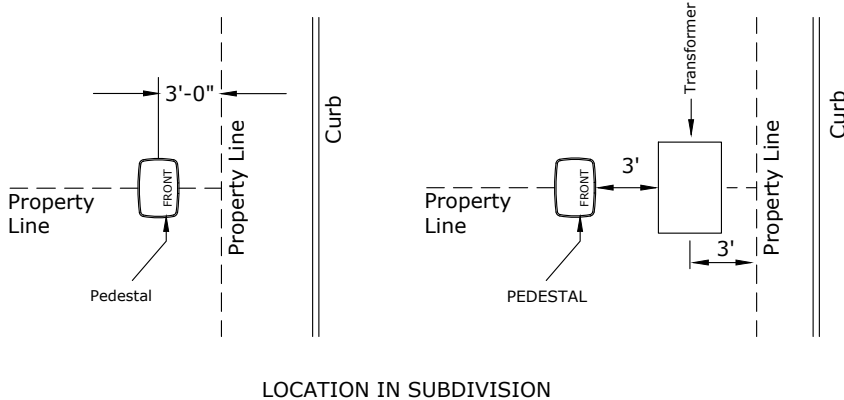 3'-0"
Curb
Property Line
FRONT
Property
Line
Pedestal
Transformer
Curb
Property Line
3'
FRONT
Property
Line
3'
PEDESTAL
LOCATION IN SUBDIVISION